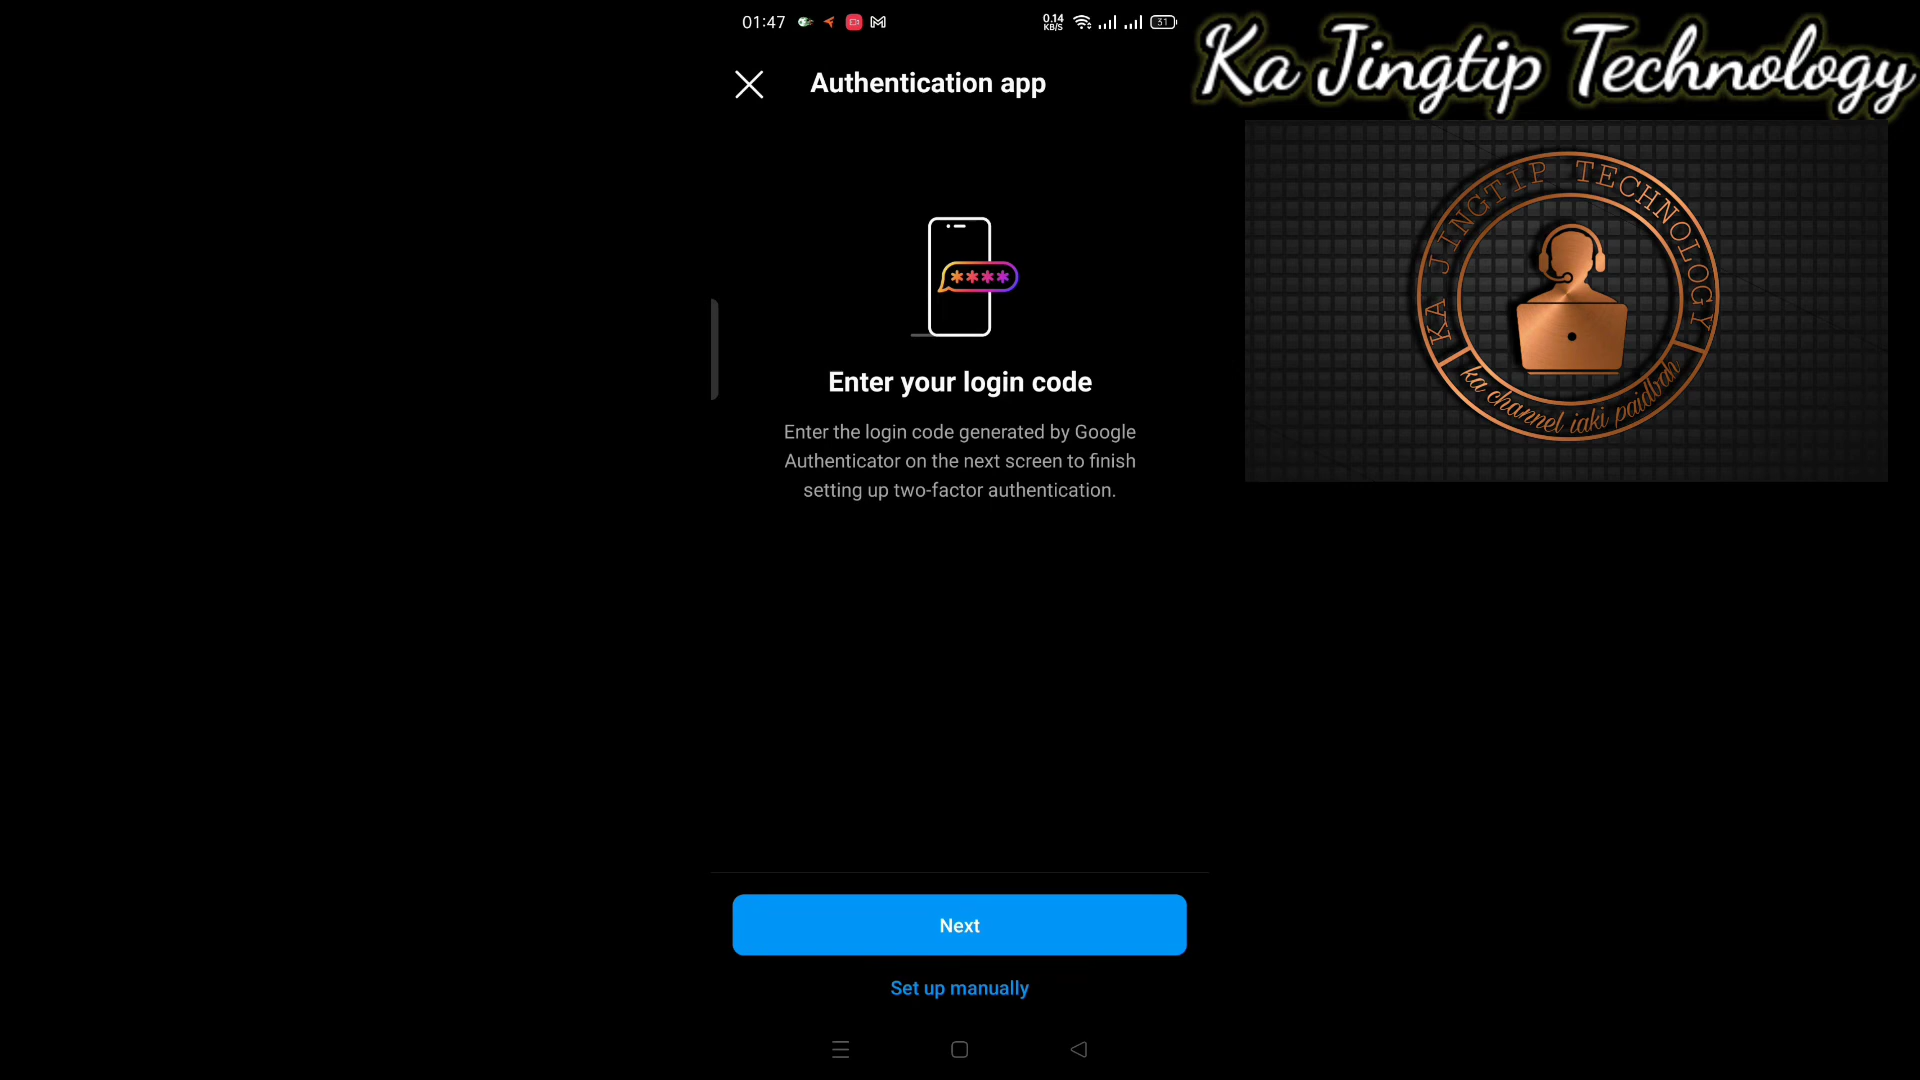 01:47
0.14
KB/S
31
Authentication app
****
Enter your login code
Enter the login code generated by Google
Authenticator on the next screen to finish
setting up two-factor authentication.
Next
Set up manually
Ka Jingtip Technology
KA JINGTIP TECHNOLOGY
ka channel iaki paidbah